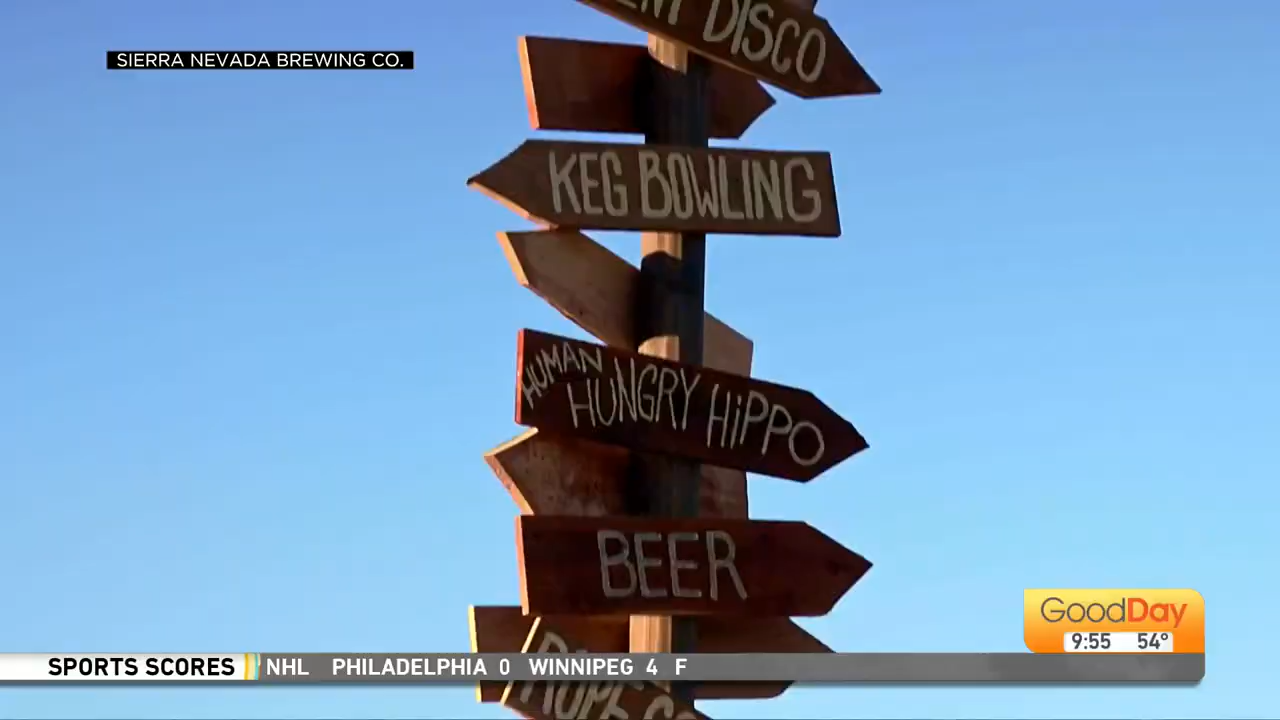 DISCO
SIERRA NEVADA BREWING CO.
KEG BOWLING
HUMAN
HUNGRY HiPPO
BEER
GoodDay
9:55 54°
SPORTS SCORES NHL PHILADELPHIA 0 WINNIPEG 4 F